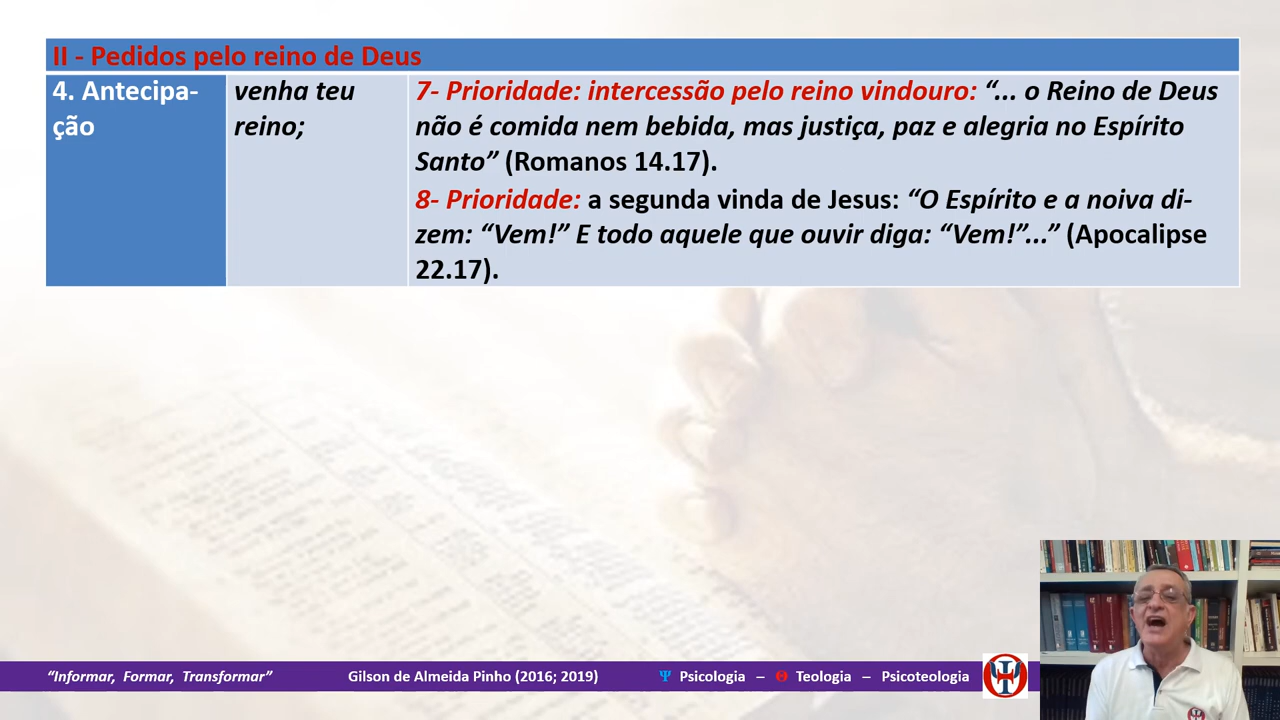 II - Pedidos pelo reino de Deus
4. Antecipa-
ção
venha teu
reino;
7- Prioridade: intercessão pelo reino vindouro: “... o Reino de Deus
não é comida nem bebida, mas justiça, paz e alegria no Espírito
Santo” (Romanos 14.17).
8- Prioridade: a segunda vinda de Jesus: “O Espírito e a noiva di-
zem: “Vem!” E todo aquele que ouvir diga: “Vem!”...” (Apocalipse
22.17).
“Informar, Formar, Transformar”
Gilson de Almeida Pinho (2016; 2019)
Ψ Psicologia – Θ Teologia – Psicoteologia